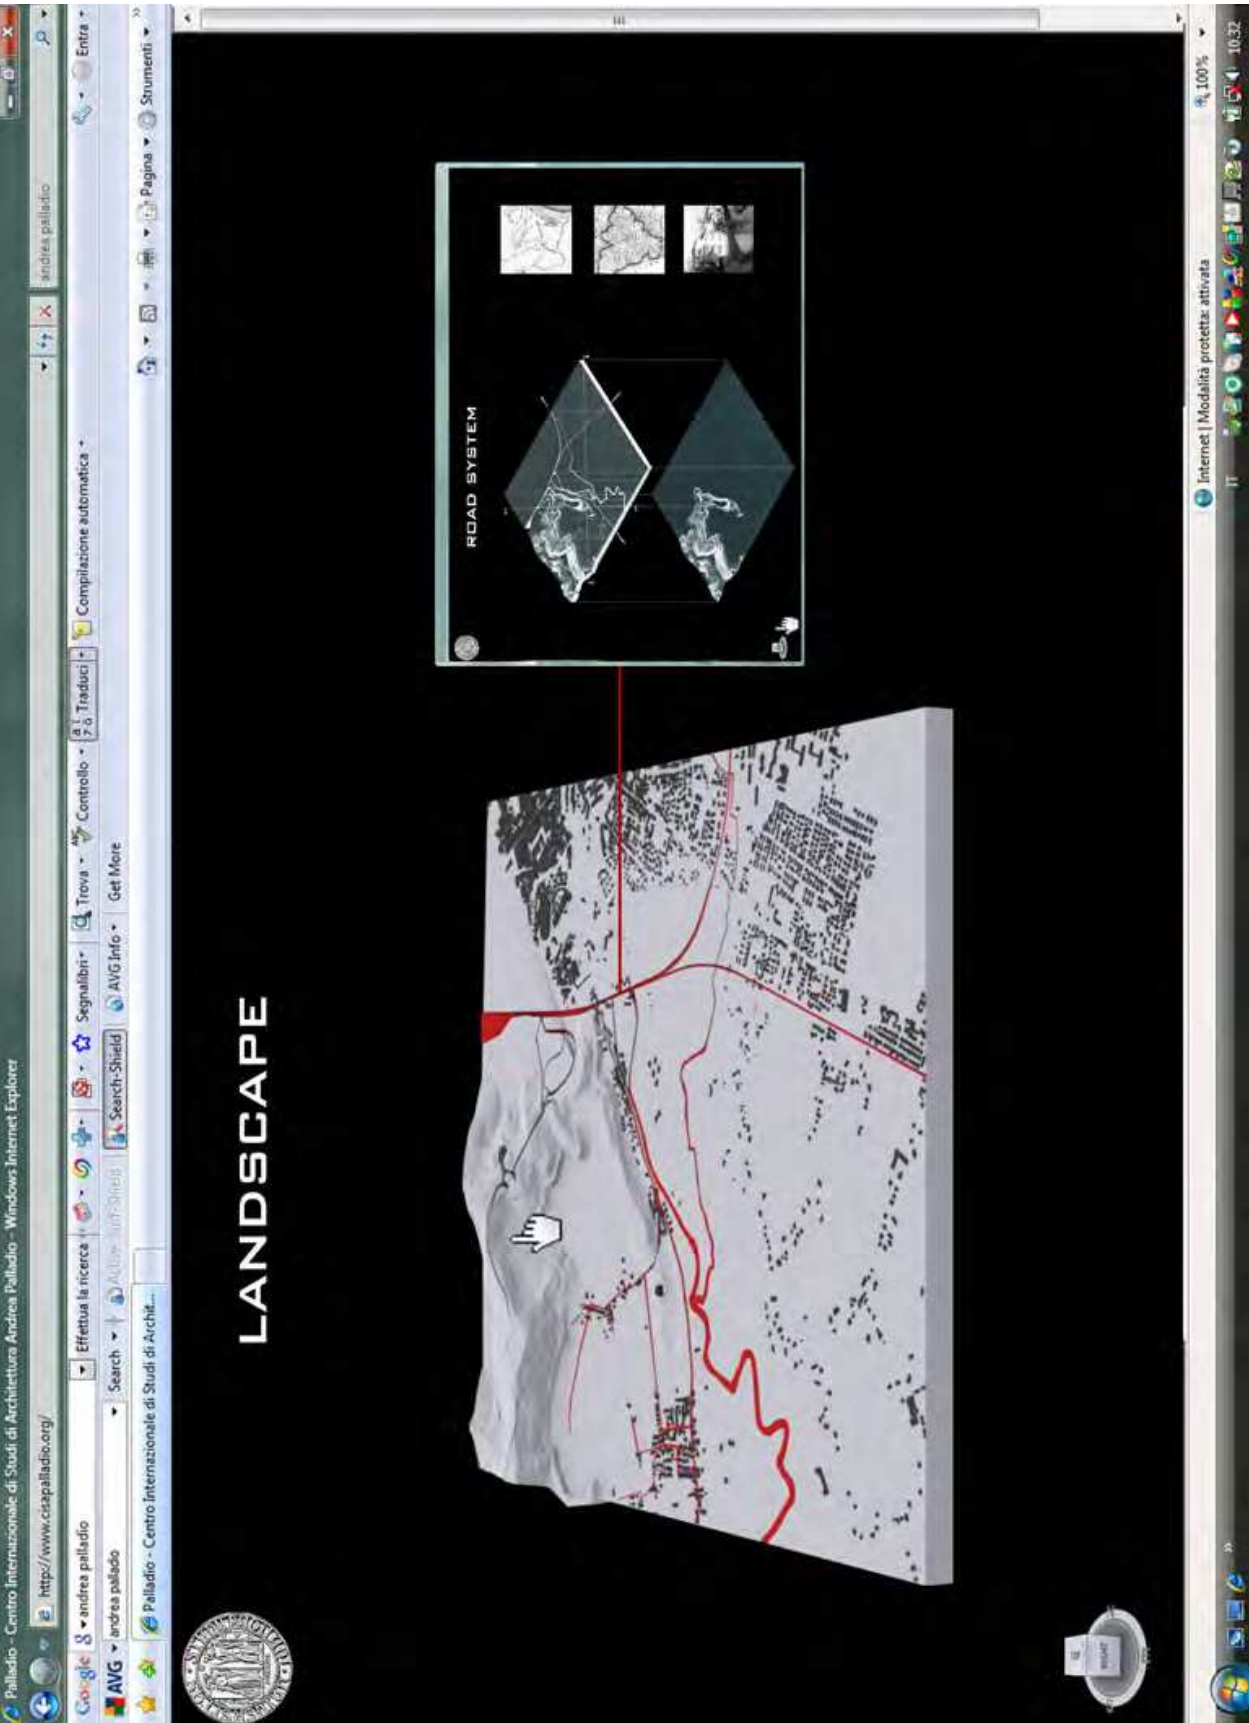 Palladio - Centro Internazionale di Studi di Architettura Andrea Palladio - Windows Internet Explorer
http://www.cisapalladio.org/
andrea palladio
Google
andrea palladio
Effettua la ricerca
Segnalibri
Trova
Controllo
Traduci
Compilazione automatica
Entra
AVG
andrea palladio
Search
Search-Shield
AVG Info
Get More
Palladio - Centro Internazionale di Studi di Archit...
Pagina
Strumenti
LANDSCAPE
ROAD SYSTEM
Internet | Modalità protetta: attivata
100%
IT
10.32